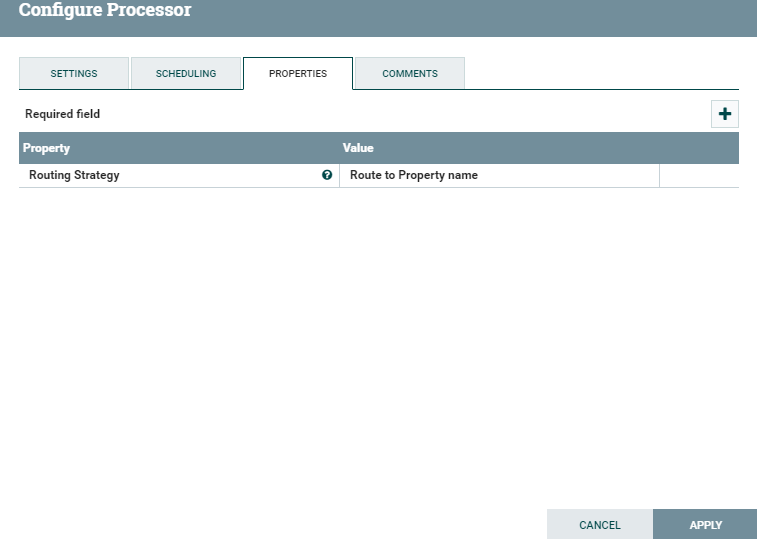 Configure Processor
SETTINGS SCHEDULING PROPERTIES COMMENTS
Required field
Property Value
Routing Strategy Route to Property name
CANCEL APPLY